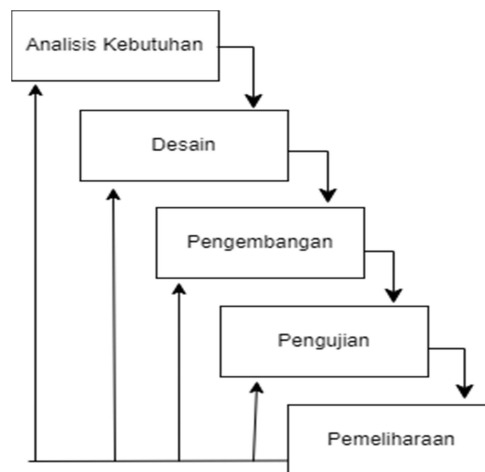 Analisis Kebutuhan
Desain
Pengembangan
Pengujian
Pemeliharaan